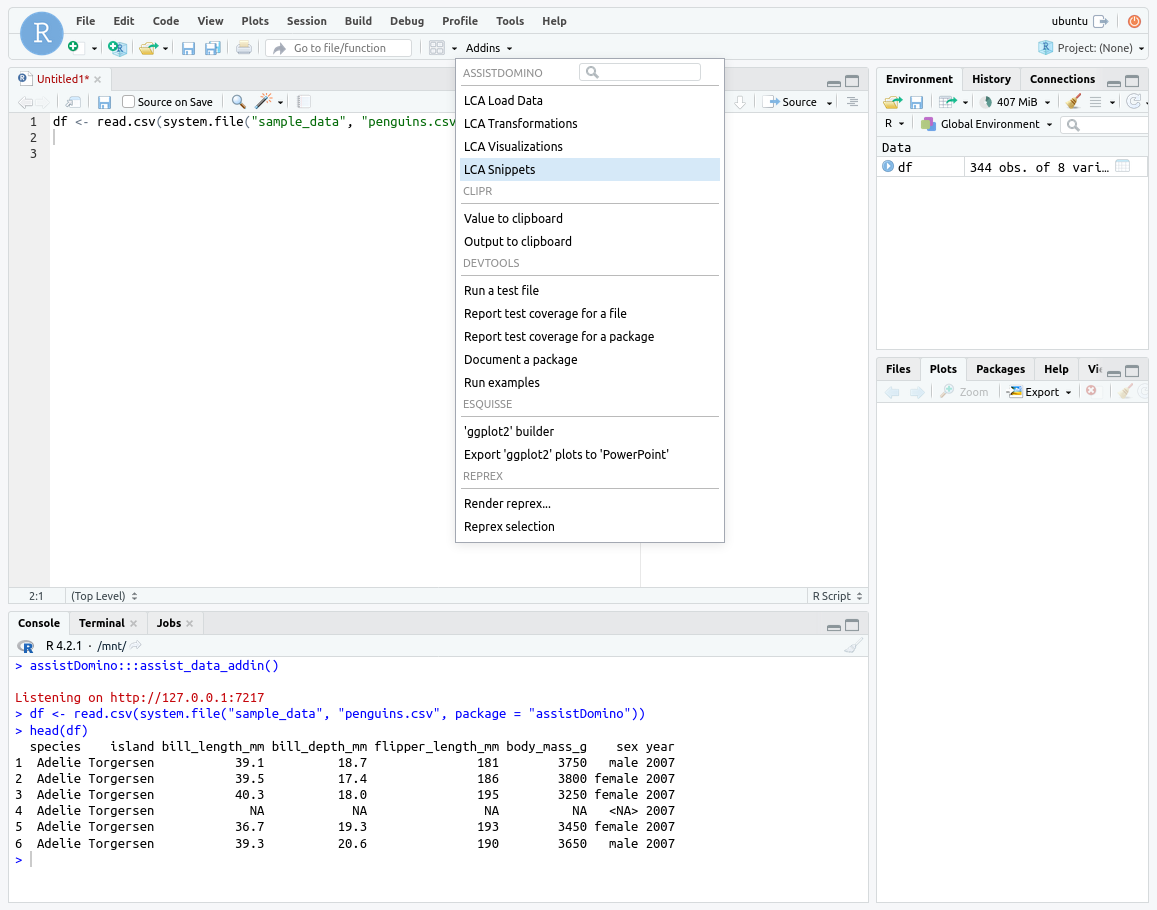 File Edit Code View Plots Session Build Debug Profile Tools Help
ubuntu
R
Go to file/function
Addins
Project: (None)
Untitled1*
Source on Save
Source
1 df <- read.csv(system.file("sample_data", "penguins.csv
2
3
ASSISTDOMINO
LCA Load Data
LCA Transformations
LCA Visualizations
LCA Snippets
CLIPR
Value to clipboard
Output to clipboard
DEVTOOLS
Run a test file
Report test coverage for a file
Report test coverage for a package
Document a package
Run examples
ESQUISSE
'ggplot2' builder
Export 'ggplot2' plots to 'PowerPoint'
REPREX
Render reprex...
Reprex selection
2:1 (Top Level) R Script
Console Terminal Jobs
R 4.2.1 · /mnt/
> assistDomino:::assist_data_addin()
Listening on http://127.0.0.1:7217
> df <- read.csv(system.file("sample_data", "penguins.csv", package = "assistDomino"))
> head(df)
species island bill_length_mm bill_depth_mm flipper_length_mm body_mass_g sex year
1 Adelie Torgersen 39.1 18.7 181 3750 male 2007
2 Adelie Torgersen 39.5 17.4 186 3800 female 2007
3 Adelie Torgersen 40.3 18.0 195 3250 female 2007
4 Adelie Torgersen NA NA NA NA <NA> 2007
5 Adelie Torgersen 36.7 19.3 193 3450 female 2007
6 Adelie Torgersen 39.3 20.6 190 3650 male 2007
>
Environment History Connections
407 MiB
R Global Environment
Data
df 344 obs. of 8 vari…
Files Plots Packages Help Vi
Zoom Export